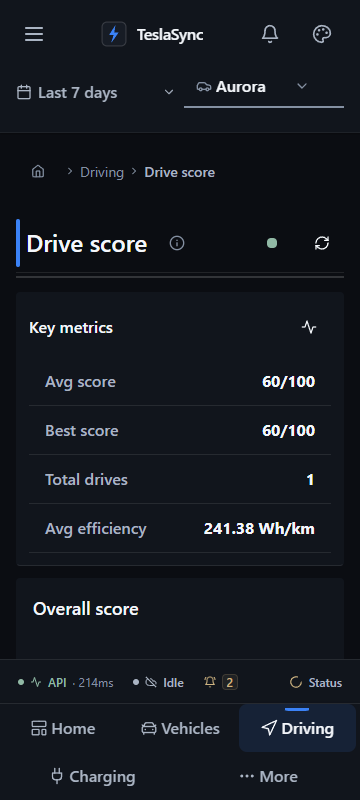 TeslaSync
Last 7 days
Aurora
Driving
Drive score
Drive score
Key metrics
Avg score 60/100
Best score 60/100
Total drives 1
Avg efficiency 241.38 Wh/km
Overall score
API · 214ms Idle 2 Status
Home Vehicles Driving
Charging More